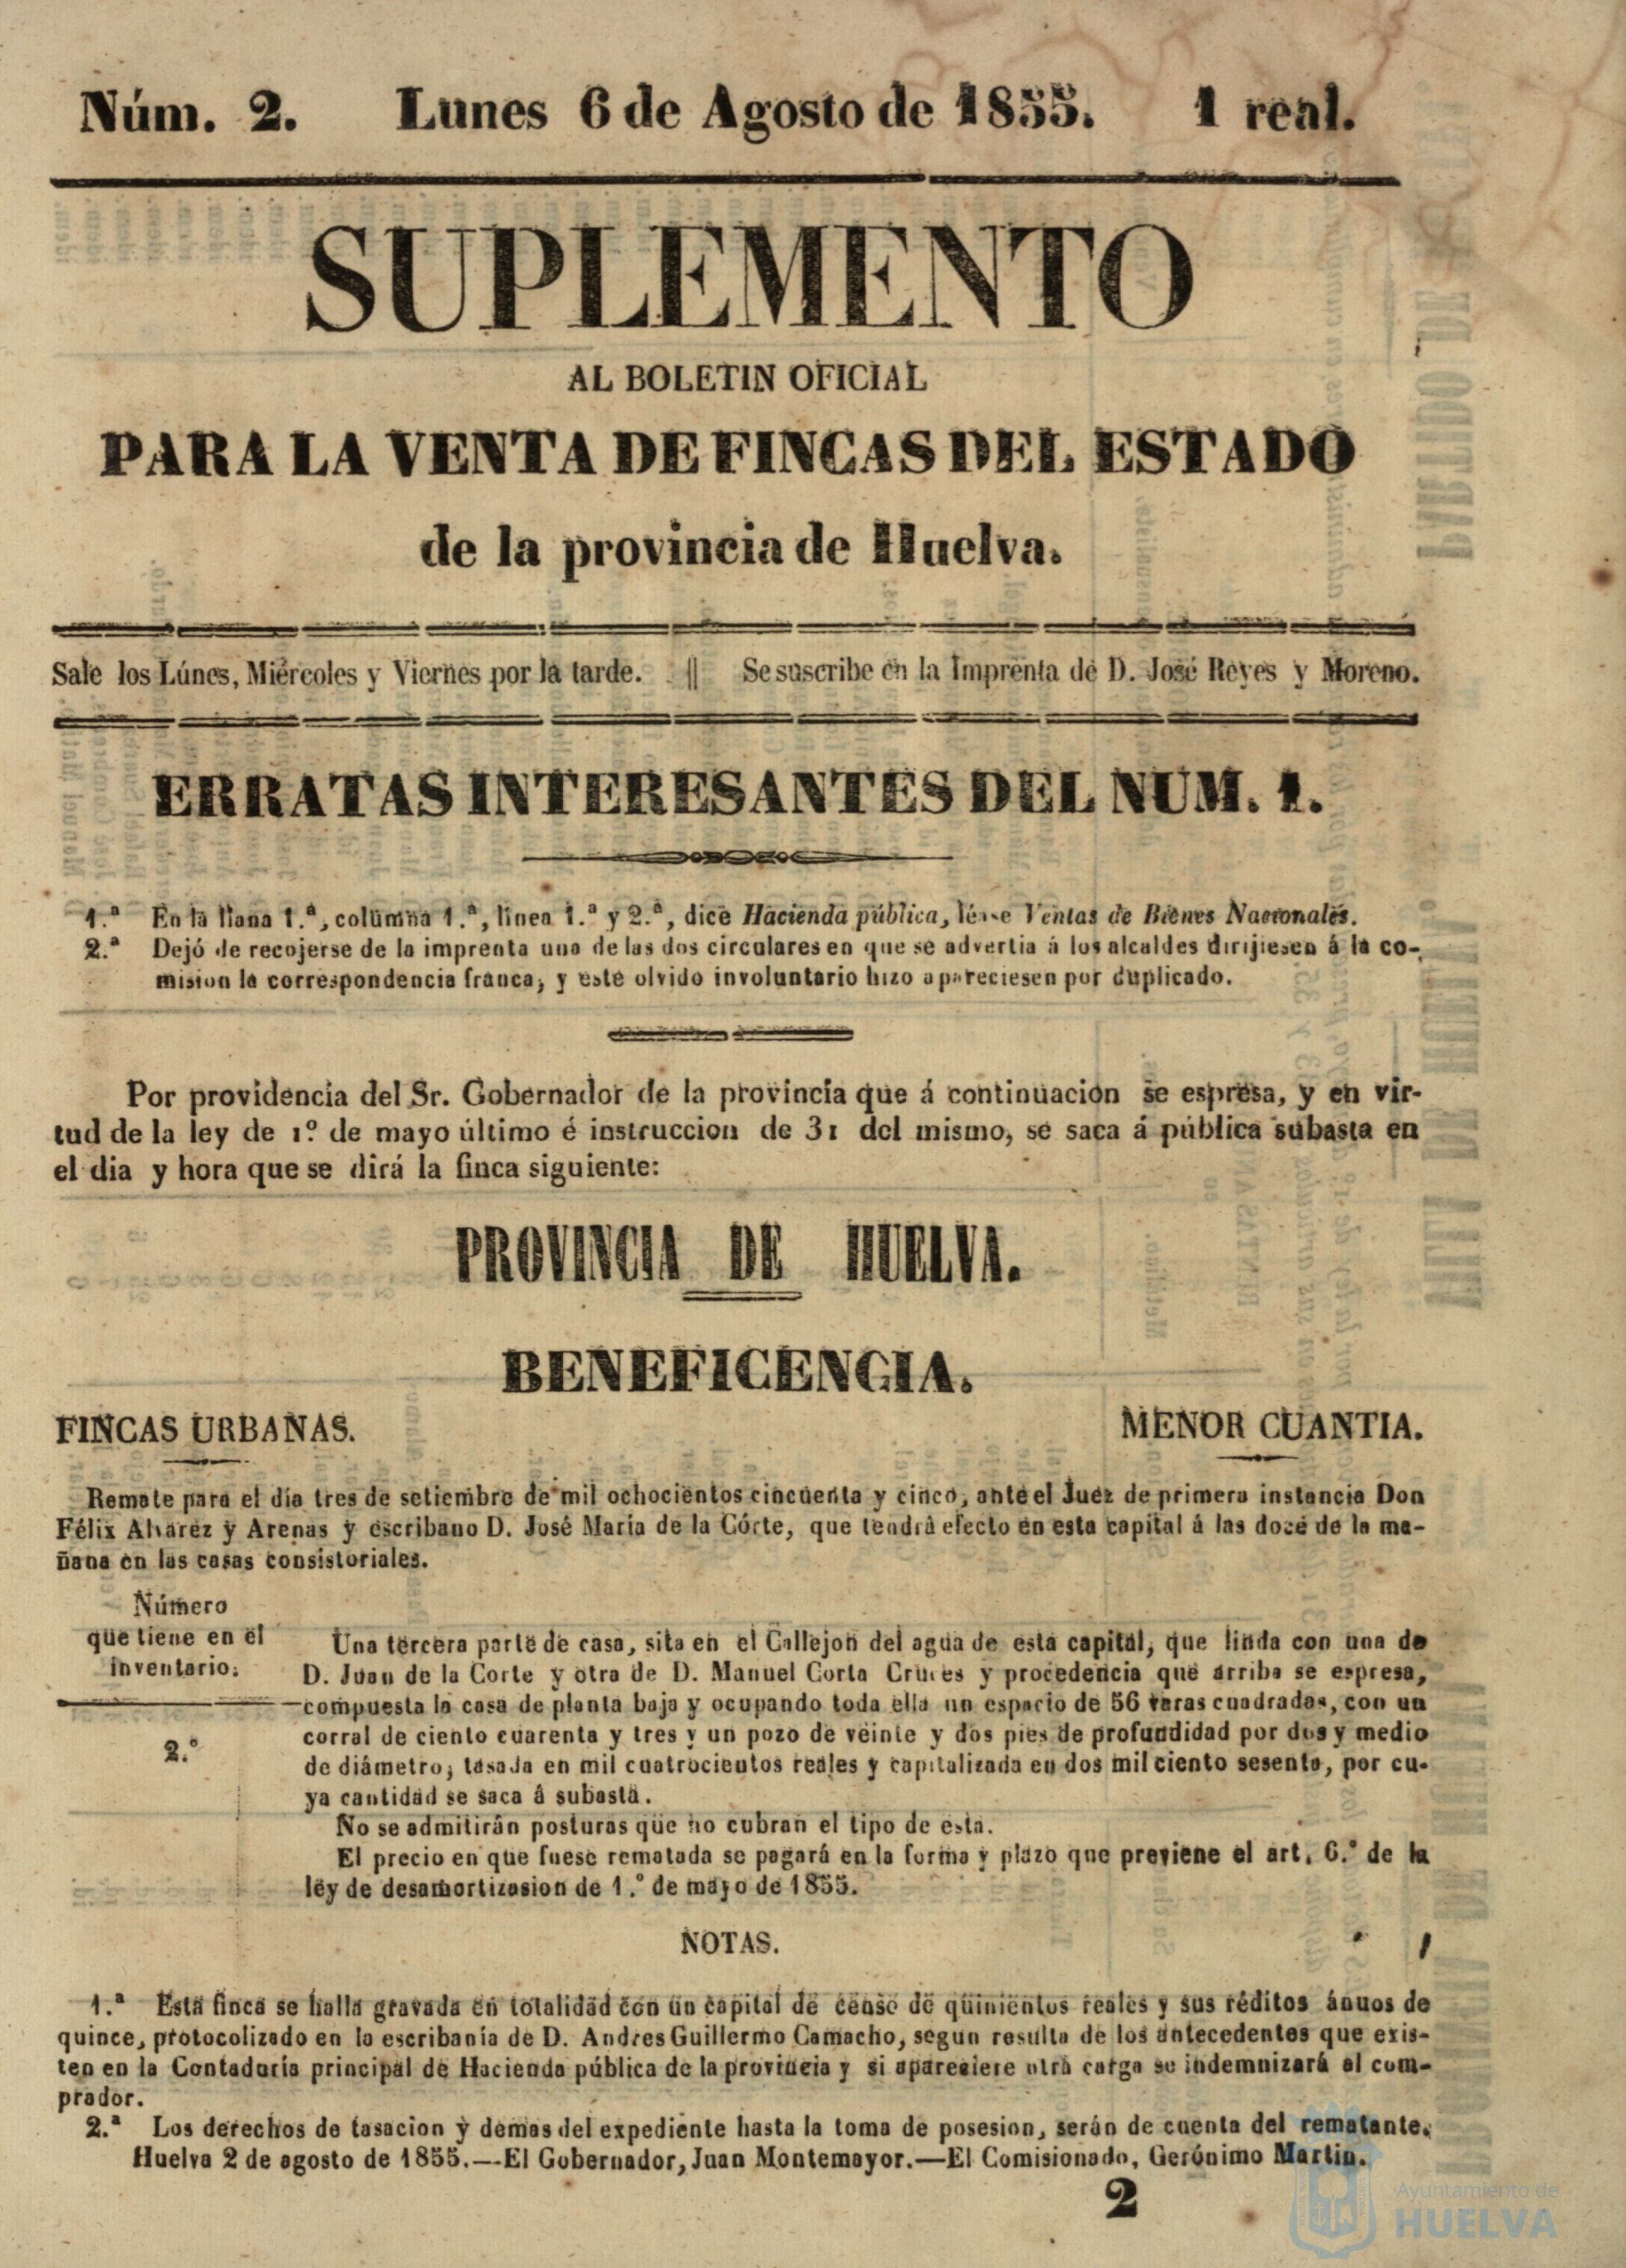 Núm. 2. Lunes 6 de Agosto de 1855. 1 real.
SUPLEMENTO
AL BOLETIN OFICIAL
PARA LA VENTA DE FINCAS DEL ESTADO
de la provincia de Huelva.
Sale los Lúnes, Miércoles y Viernes por la tarde. || Se suscribe en la Imprenta de D. José Reyes y Moreno.
ERRATAS INTERESANTES DEL NUM. 1.
1.ª En la llana 1.ª, columna 1.ª, línea 1.ª y 2.ª, dice Hacienda pública, léase Ventas de Bienes Nacionales.
2.ª Dejó de recojerse de la imprenta una de las dos circulares en que se advertia á los alcaldes dirijiesen á la co-
mision la correspondencia franca; y este olvido involuntario hizo apareciesen por duplicado.
Por providencia del Sr. Gobernador de la provincia que á continuación se espresa, y en vir-
tud de la ley de 1.º de mayo último é instruccion de 31 del mismo, se saca á pública subasta en
el dia y hora que se dirá la finca siguiente:
PROVINCIA DE HUELVA.
BENEFICENCIA.
FINCAS URBANAS. MENOR CUANTIA.
Remate para el dia tres de setiembre de mil ochocientos cincuenta y cinco, ante el Juez de primera instancia Don
Félix Alvarez y Arenas y escribano D. José María de la Córte, que tendrá efecto en esta capital á las doce de la ma-
ñana en las casas consistoriales.
Número
que tiene en el
inventario.
2.º
Una tercera parte de casa, sita en el Callejon del agua de esta capital, que linda con una de
D. Juan de la Corte y otra de D. Manuel Corta Cruces y procedencia que arriba se espresa,
compuesta la casa de planta baja y ocupando toda ella un espacio de 56 varas cuadradas, con un
corral de ciento cuarenta y tres y un pozo de veinte y dos pies de profundidad por dos y medio
de diámetro; tasada en mil cuatrocientos reales y capitalizada en dos mil ciento sesenta, por cu-
ya cantidad se saca á subasta.
No se admitirán posturas que no cubran el tipo de esta.
El precio en que fuese rematada se pagará en la forma y plazo que previene el art. 6.º de la
ley de desamortizasion de 1.º de mayo de 1855.
NOTAS.
1.ª Esta finca se halla gravada en totalidad con un capital de censo de quinientos reales y sus réditos ánuos de
quince, protocolizado en la escribanía de D. Andres Guillermo Camacho, segun resulta de los antecedentes que exis-
ten en la Contaduría principal de Hacienda pública de la provincia y si apareciere otra carga se indemnizará al com-
prador.
2.ª Los derechos de tasacion y demas del expediente hasta la toma de posesion, serán de cuenta del rematante.
Huelva 2 de agosto de 1855.—El Gobernador, Juan Montemayor.—El Comisionado, Gerónimo Martin.
2
Ayuntamiento de
HUELVA